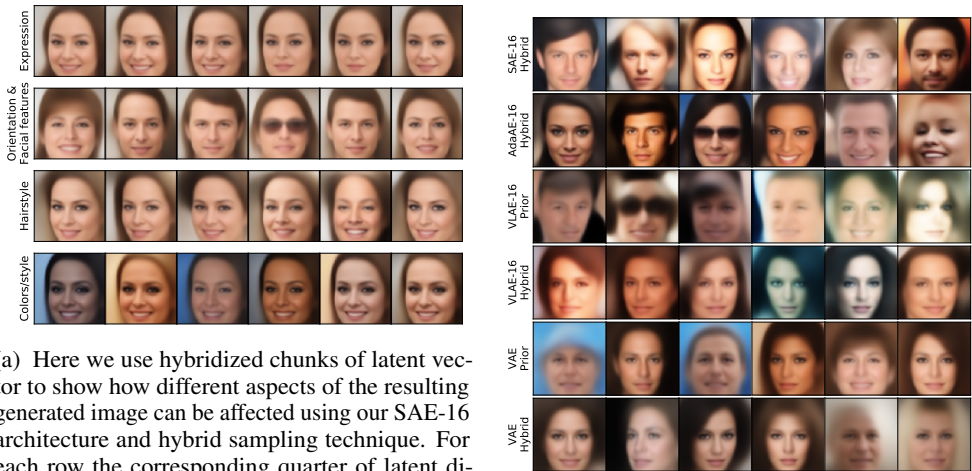 Expression
Orientation &
Facial features
Hairstyle
Colors/style
(a) Here we use hybridized chunks of latent vec-
tor to show how different aspects of the resulting
generated image can be affected using our SAE-16
architecture and hybrid sampling technique. For
each row the corresponding quarter of latent di-
SAE-16
Hybrid
AdaAE-16
Hybrid
VLAE-16
Prior
VLAE-16
Hybrid
VAE
Prior
VAE
Hybrid